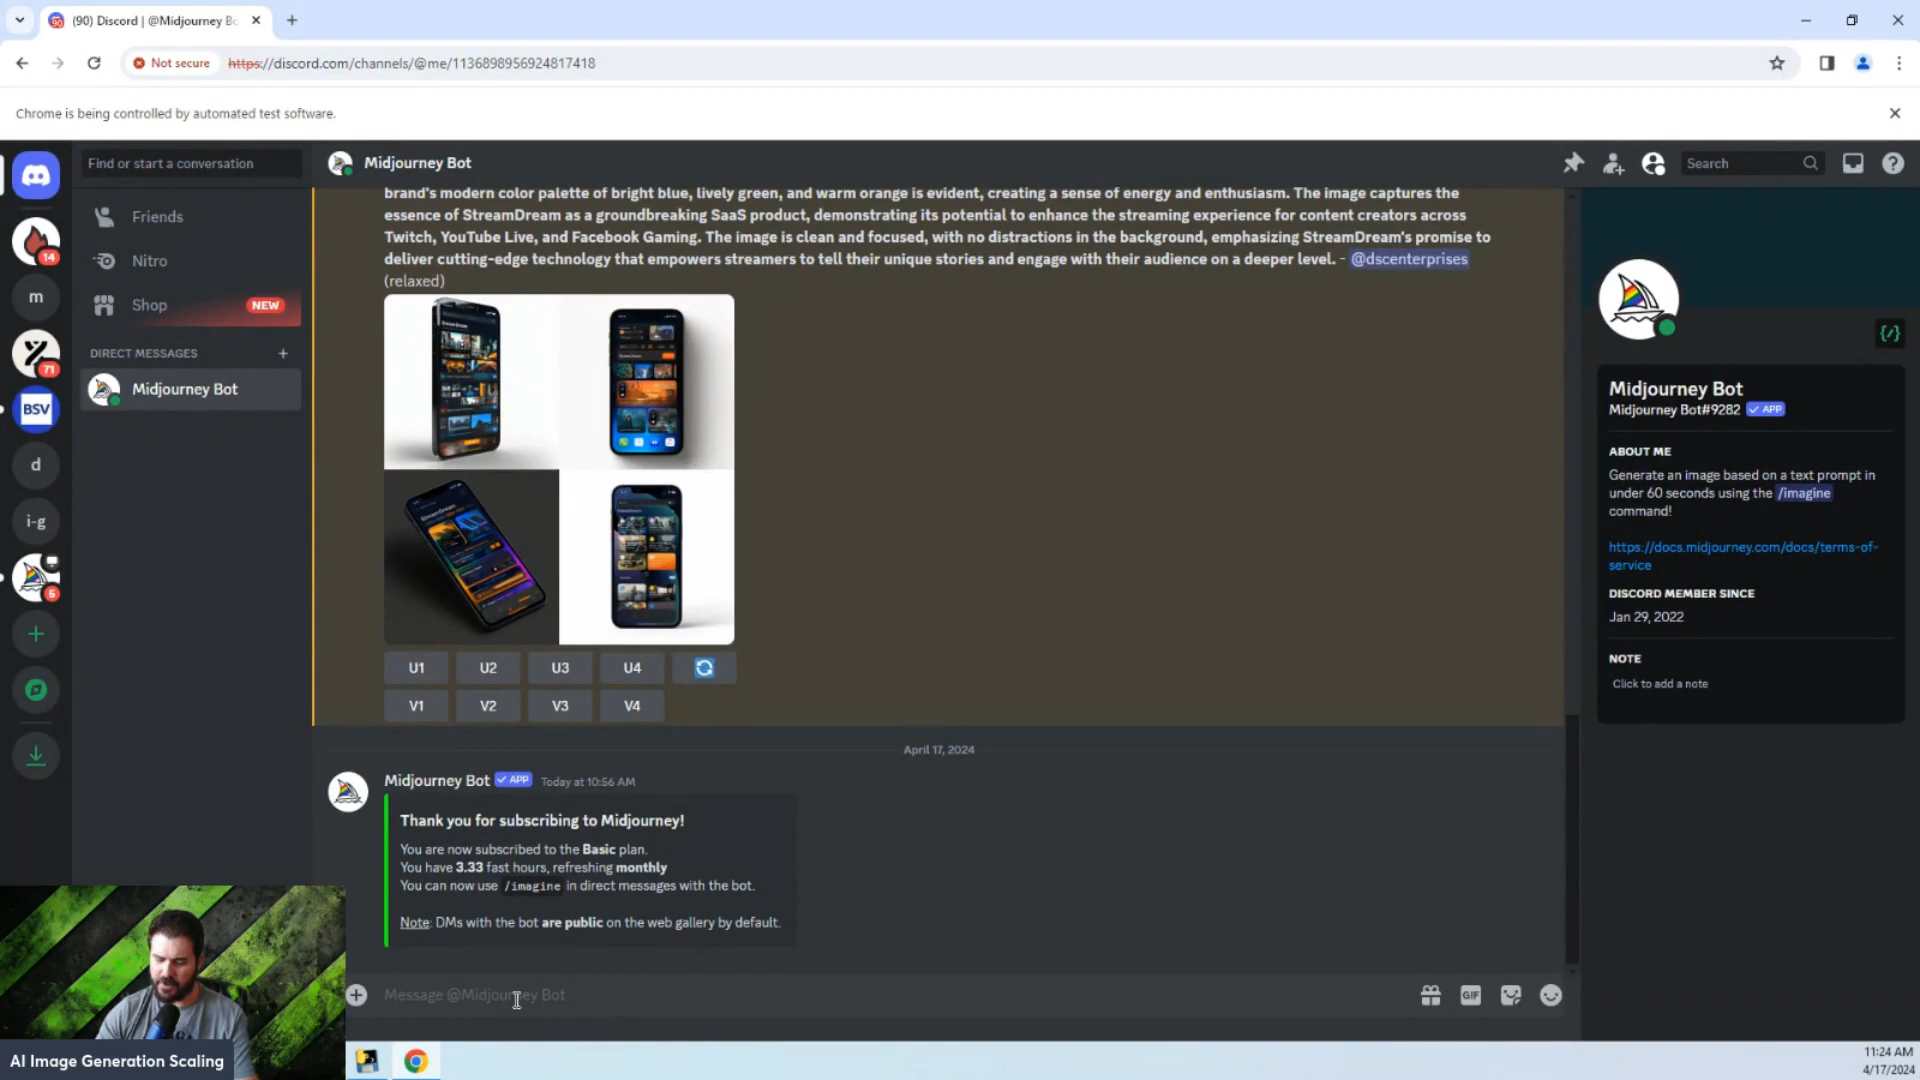 (90) Discord | @Midjourney Bo
Not secure
https://discord.com/channels/@me/1136898956924817418
Chrome is being controlled by automated test software.
Find or start a conversation
Midjourney Bot
Search
14
m
71
BSV
d
i-g
6
Friends
Nitro
Shop
NEW
DIRECT MESSAGES
Midjourney Bot
brand's modern color palette of bright blue, lively green, and warm orange is evident, creating a sense of energy and enthusiasm. The image captures the
essence of StreamDream as a groundbreaking SaaS product, demonstrating its potential to enhance the streaming experience for content creators across
Twitch, YouTube Live, and Facebook Gaming. The image is clean and focused, with no distractions in the background, emphasizing StreamDream's promise to
deliver cutting-edge technology that empowers streamers to tell their unique stories and engage with their audience on a deeper level. - @dscenterprises
(relaxed)
U1 U2 U3 U4
V1 V2 V3 V4
April 17, 2024
Midjourney Bot APP Today at 10:56 AM
Thank you for subscribing to Midjourney!
You are now subscribed to the Basic plan.
You have 3.33 fast hours, refreshing monthly
You can now use /imagine in direct messages with the bot.
Note: DMs with the bot are public on the web gallery by default.
Message @Midjourney Bot
GIF
Midjourney Bot
Midjourney Bot#9282 APP
ABOUT ME
Generate an image based on a text prompt in
under 60 seconds using the /imagine
command!
https://docs.midjourney.com/docs/terms-of-
service
DISCORD MEMBER SINCE
Jan 29, 2022
NOTE
Click to add a note
AI Image Generation Scaling
11:24 AM
4/17/2024